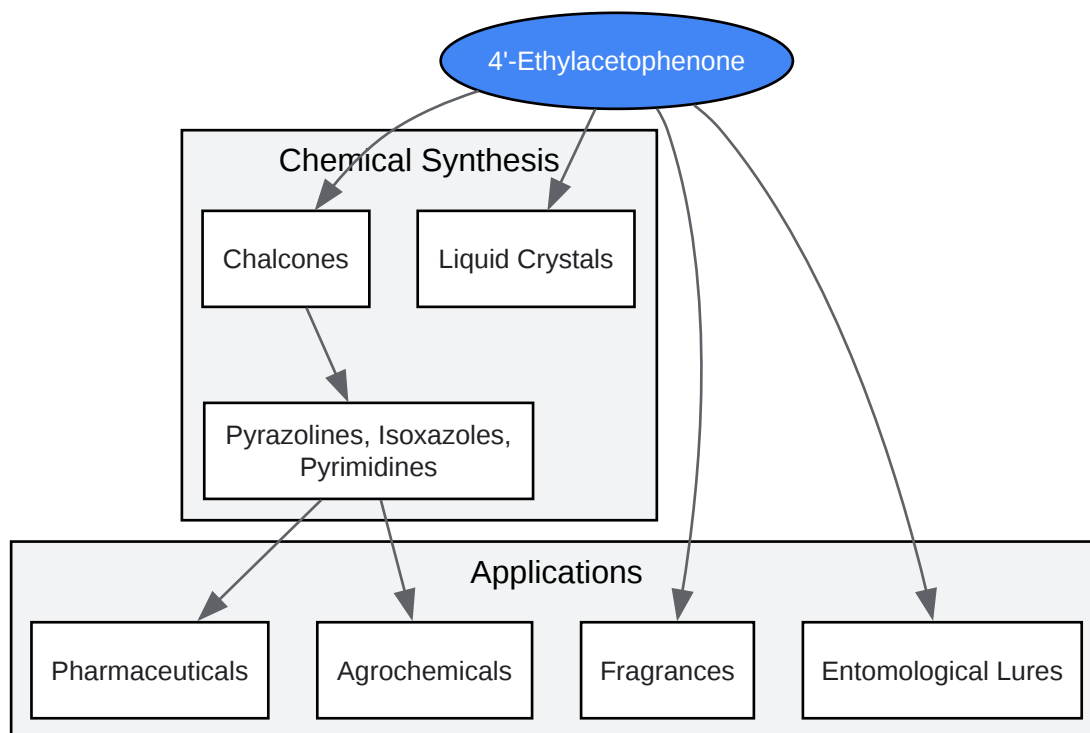 4'-Ethylacetophenone
Chemical Synthesis
Chalcones
Liquid Crystals
Pyrazolines, Isoxazoles,
Pyrimidines
Applications
Pharmaceuticals
Agrochemicals
Fragrances
Entomological Lures